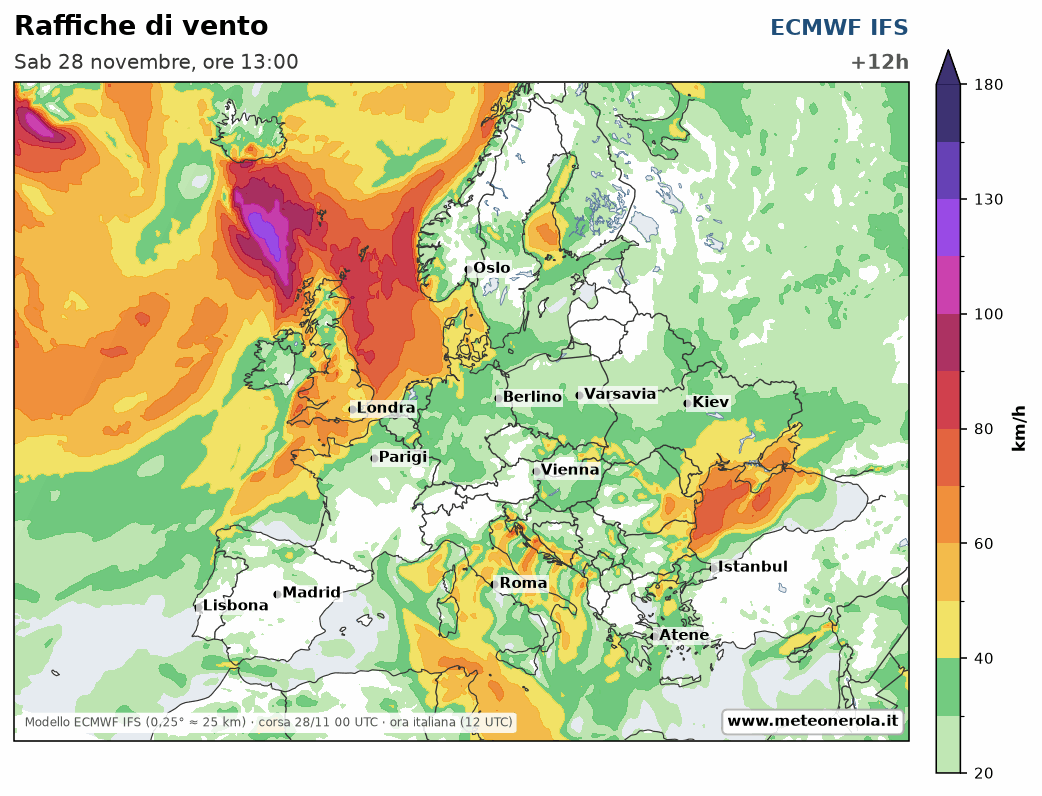 Raffiche di vento
ECMWF IFS
Sab 28 novembre, ore 13:00
+12h
180
130
100
80
60
40
20
km/h
Oslo
Berlino
Varsavia
Kiev
Londra
Parigi
Vienna
Istanbul
Roma
Madrid
Lisbona
Atene
Modello ECMWF IFS (0,25° ≈ 25 km) · corsa 28/11 00 UTC · ora italiana (12 UTC)
www.meteonerola.it